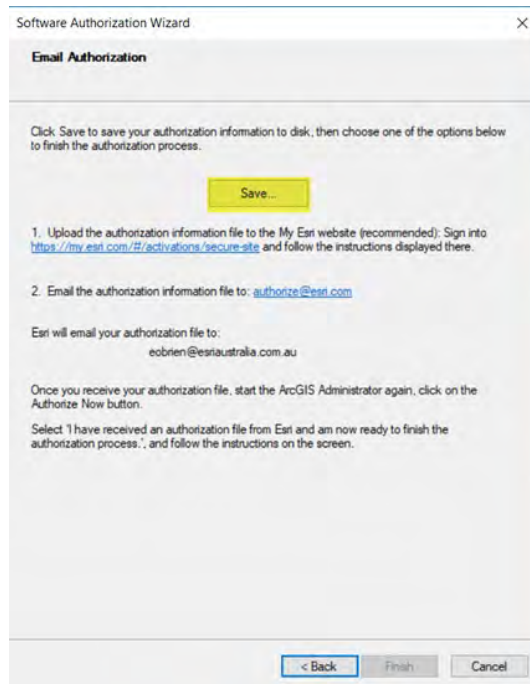 Software Authorization Wizard
Email Authorization
Click Save to save your authorization information to disk, then choose one of the options below
to finish the authorization process.
Save...
1. Upload the authorization information file to the My Esri website (recommended): Sign into
https://my.esri.com/#/activations/secure-site and follow the instructions displayed there.
2. Email the authorization information file to: authorize@esri.com
Esri will email your authorization file to:
eobrien@esriaustralia.com.au
Once you receive your authorization file, start the ArcGIS Administrator again, click on the
Authorize Now button.
Select 'I have received an authorization file from Esri and am now ready to finish the
authorization process.', and follow the instructions on the screen.
< Back
Finish
Cancel